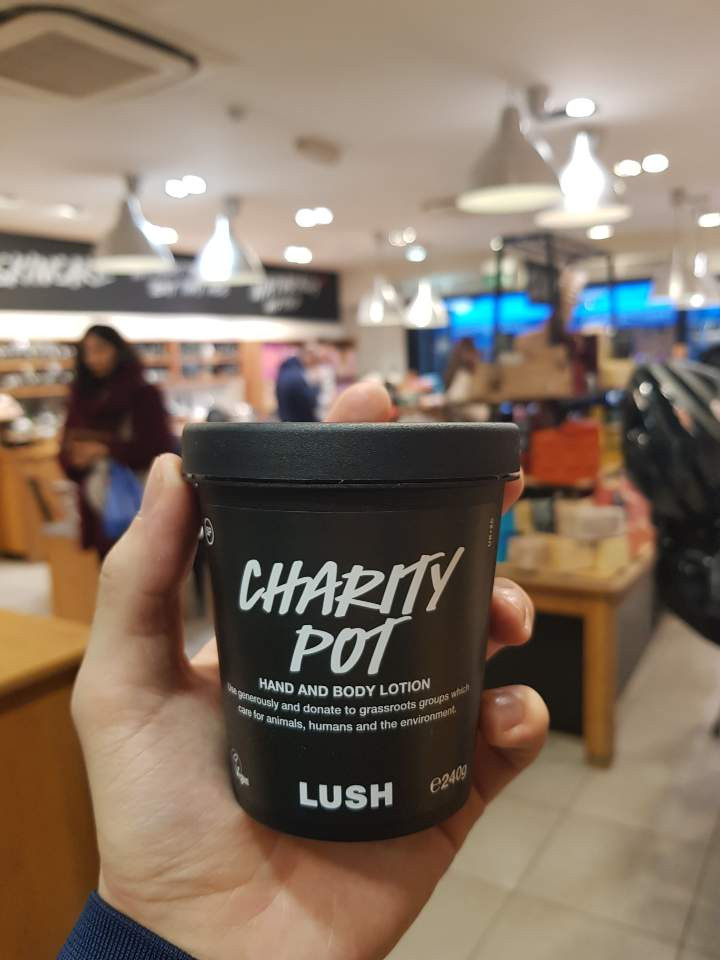 CHARITY
POT
HAND AND BODY LOTION
Use generously and donate to grassroots groups which
care for animals, humans and the environment.
Vegan
LUSH
℮240g